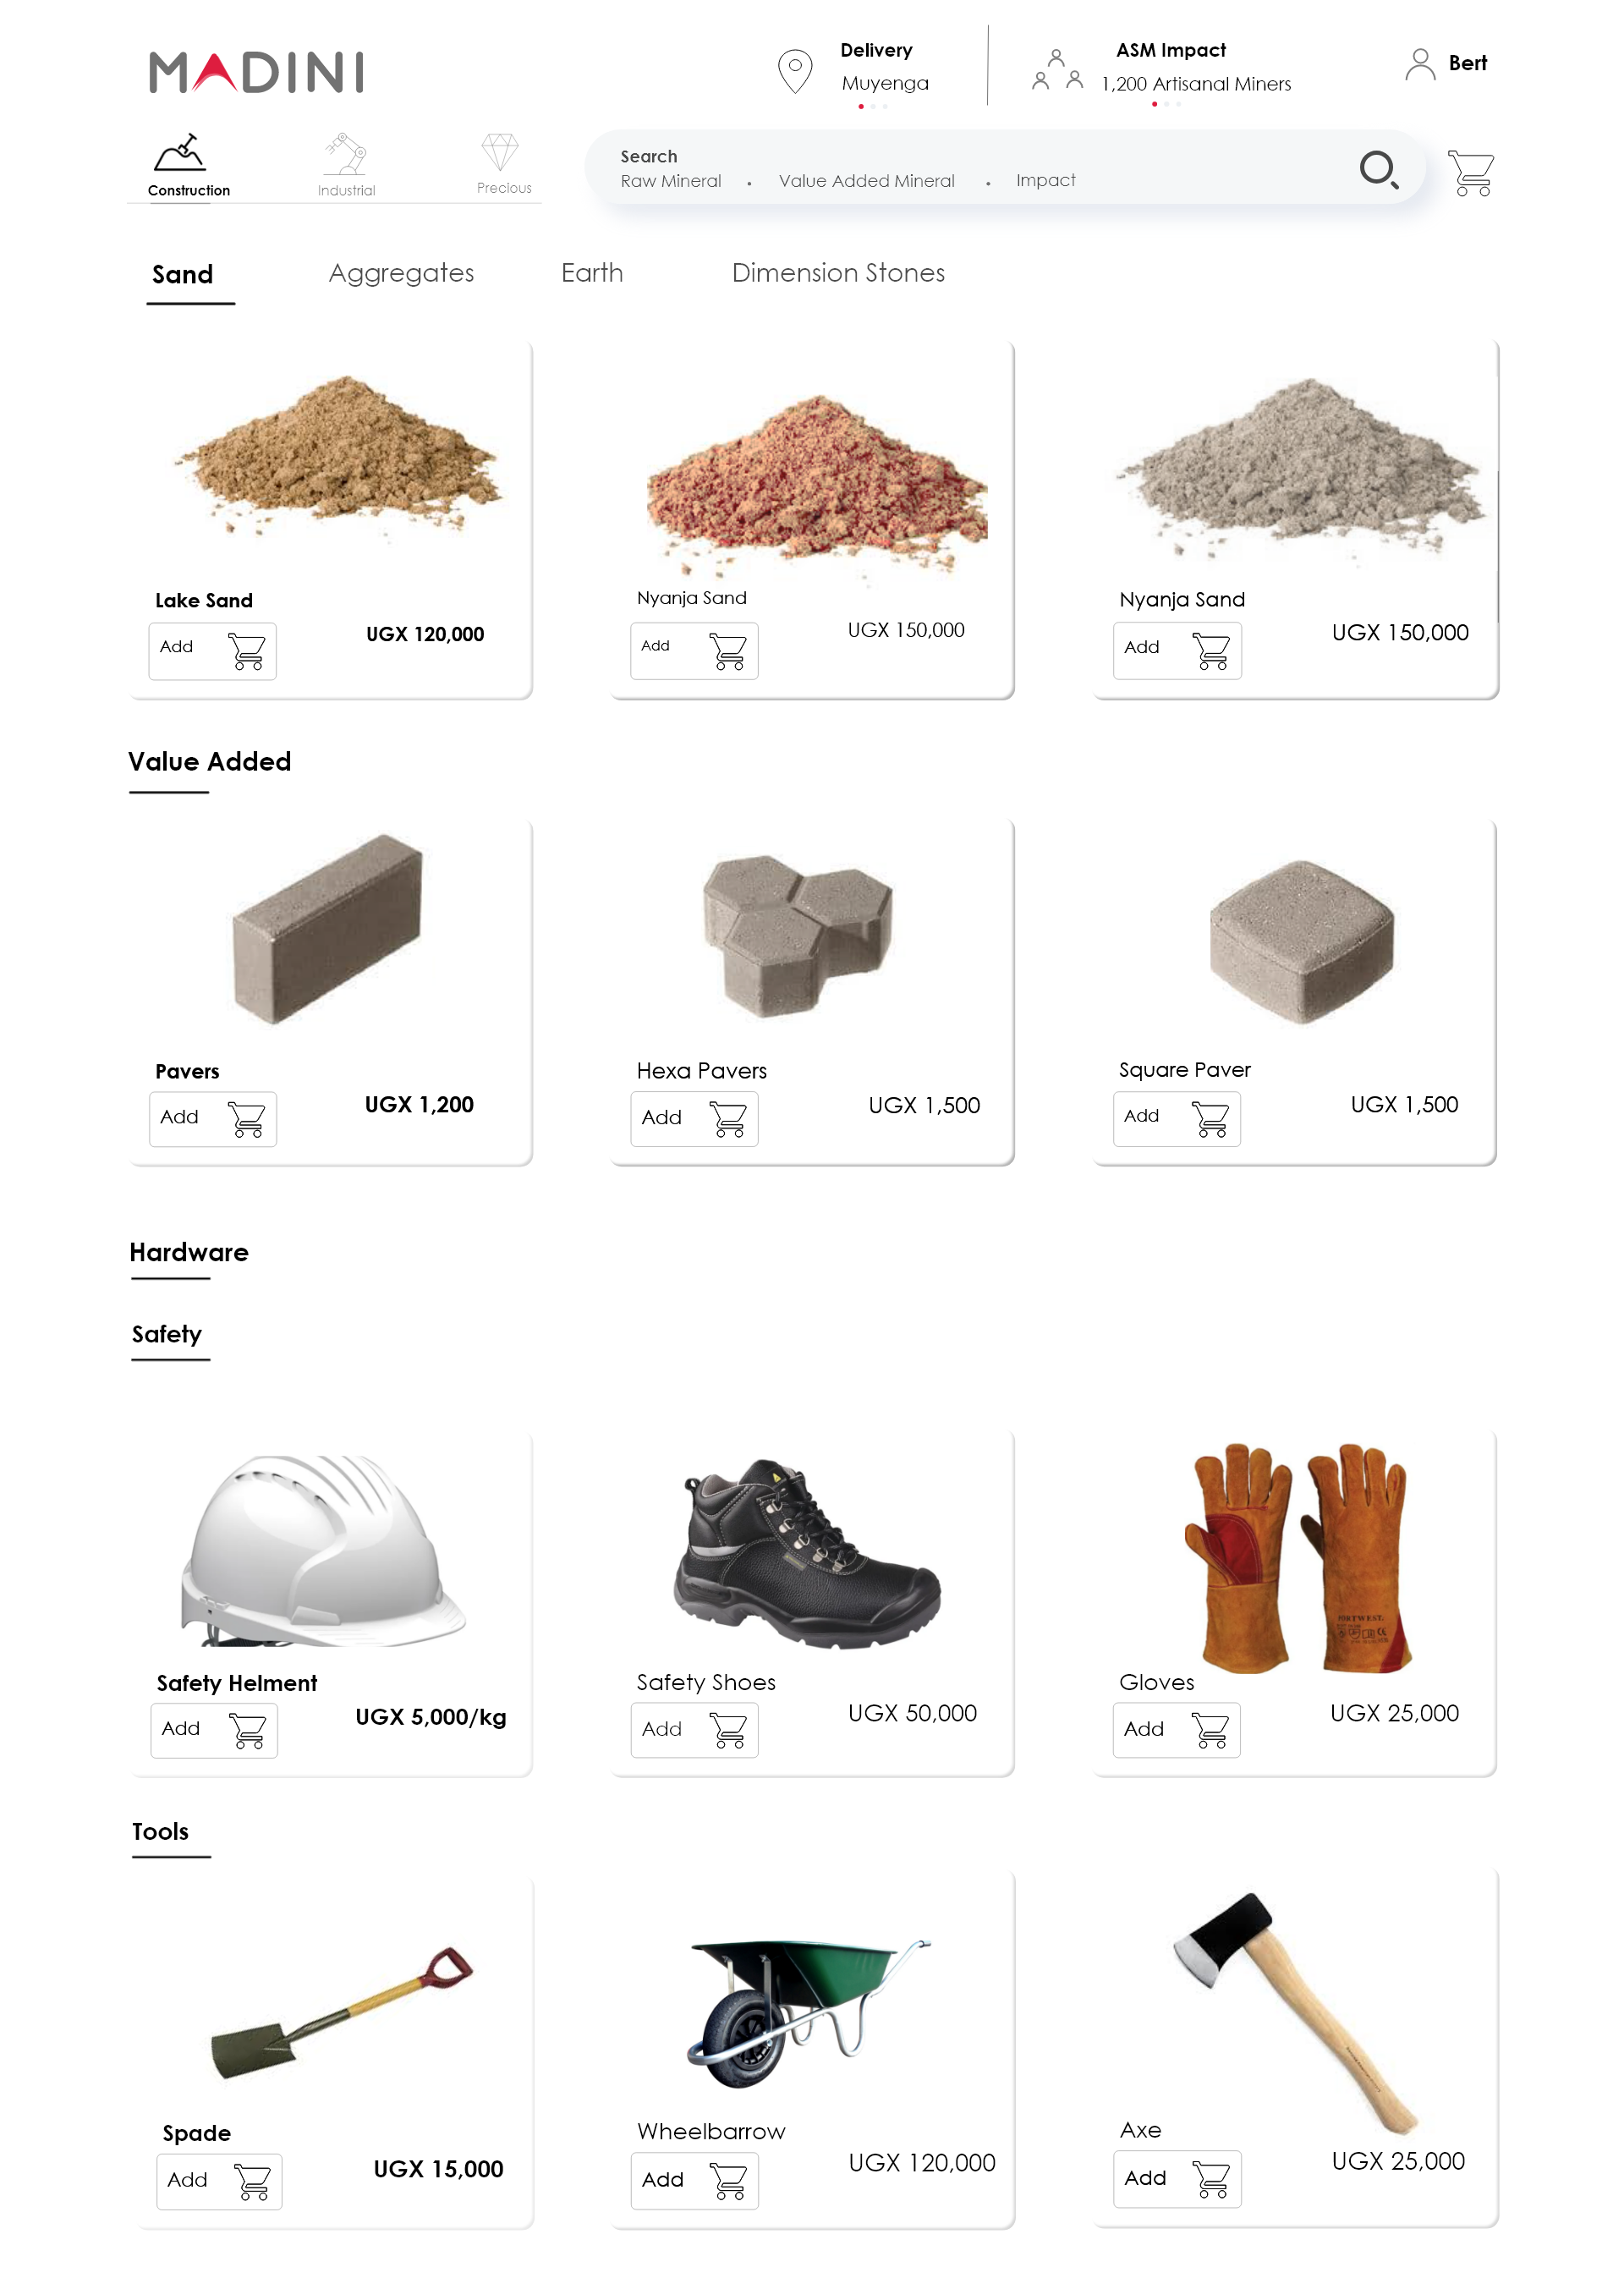 MADINI
Delivery
Muyenga
ASM Impact
1,200 Artisanal Miners
Bert
Construction
Industrial
Precious
Search
Raw Mineral • Value Added Mineral • Impact
Sand Aggregates Earth Dimension Stones
Lake Sand
Add
UGX 120,000
Nyanja Sand
Add
UGX 150,000
Nyanja Sand
Add
UGX 150,000
Value Added
Pavers
Add
UGX 1,200
Hexa Pavers
Add
UGX 1,500
Square Paver
Add
UGX 1,500
Hardware
Safety
Safety Helment
Add
UGX 5,000/kg
Safety Shoes
Add
UGX 50,000
PORTWEST
Gloves
Add
UGX 25,000
Tools
Spade
Add
UGX 15,000
Wheelbarrow
Add
UGX 120,000
Axe
Add
UGX 25,000